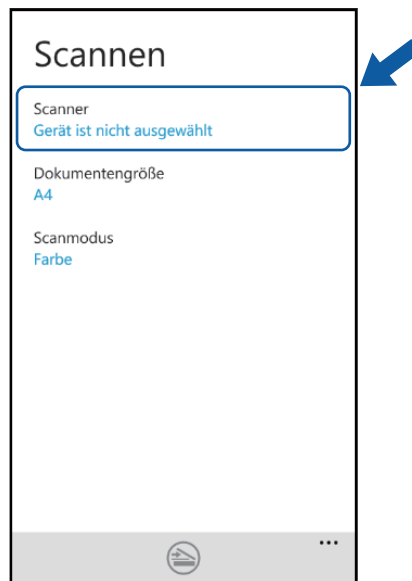 Scannen
Scanner
Gerät ist nicht ausgewählt
Dokumentengröße
A4
Scanmodus
Farbe
...